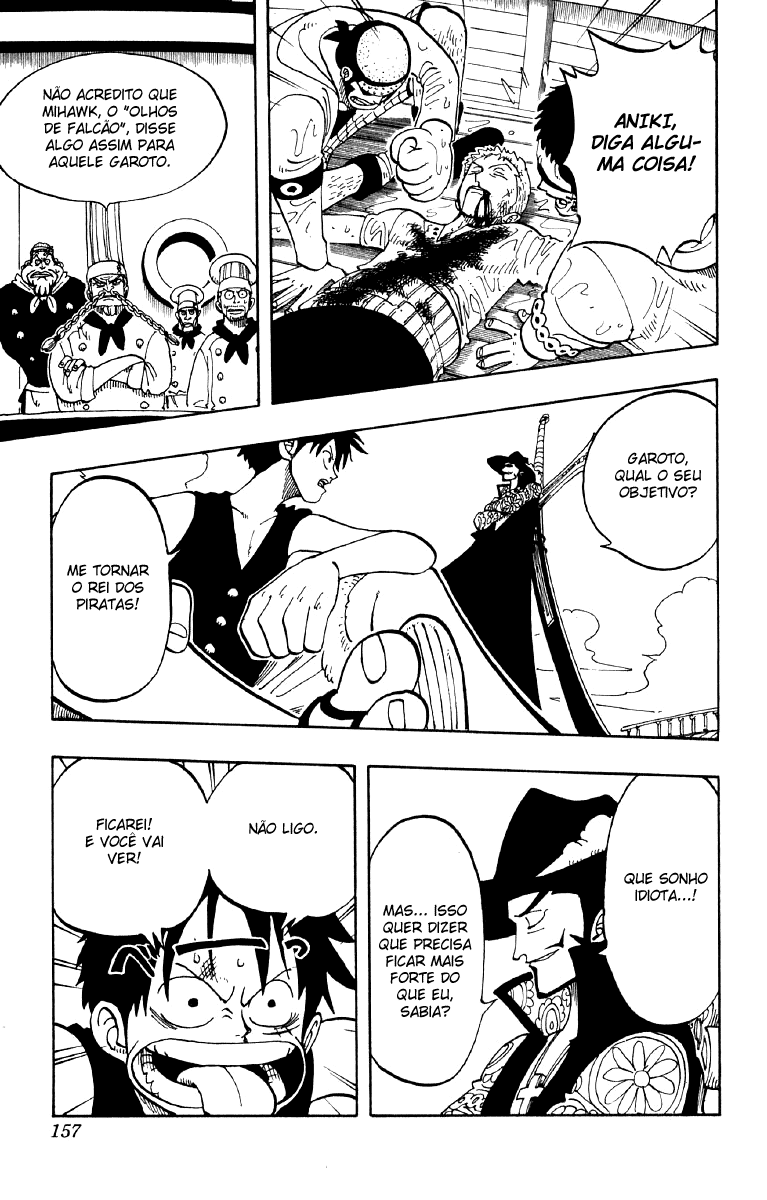 ANIKI,
DIGA ALGU-
MA COISA!
NÃO ACREDITO QUE
MIHAWK, O "OLHOS
DE FALCÃO", DISSE
ALGO ASSIM PARA
AQUELE GAROTO.
GAROTO,
QUAL O SEU
OBJETIVO?
ME TORNAR
O REI DOS
PIRATAS!
QUE SONHO
IDIOTA...!
MAS... ISSO
QUER DIZER
QUE PRECISA
FICAR MAIS
FORTE DO
QUE EU,
SABIA?
NÃO LIGO.
FICAREI!
E VOCÊ VAI
VER!
157